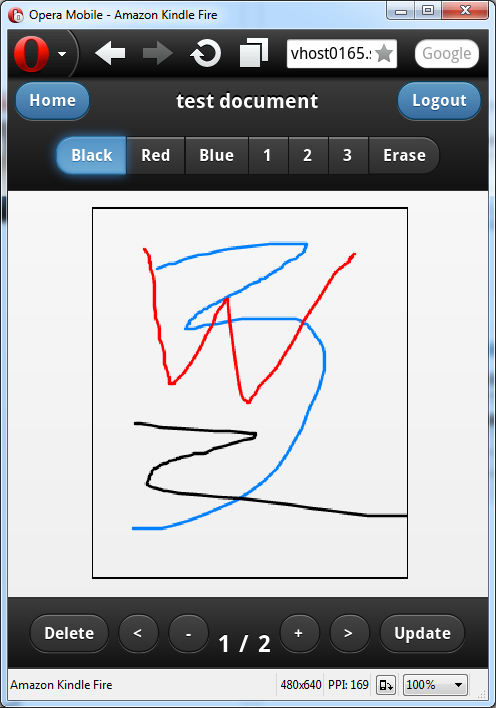 Opera Mobile - Amazon Kindle Fire
vhost0165.s Google
Home test document Logout
Black Red Blue 1 2 3 Erase
Delete < - 1 / 2 + > Update
Amazon Kindle Fire 480x640 PPI: 169 100%